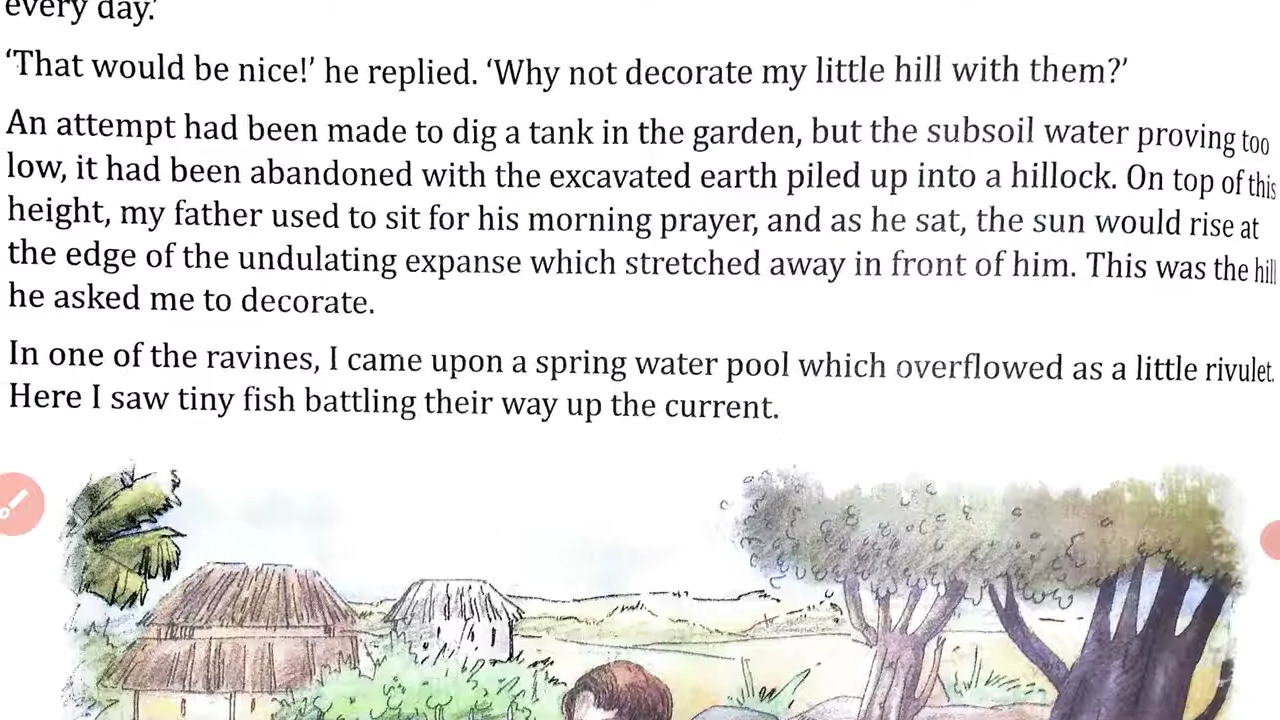 every day.'
‘That would be nice!’ he replied. ‘Why not decorate my little hill with them?’
An attempt had been made to dig a tank in the garden, but the subsoil water proving too
low, it had been abandoned with the excavated earth piled up into a hillock. On top of this
height, my father used to sit for his morning prayer, and as he sat, the sun would rise at
the edge of the undulating expanse which stretched away in front of him. This was the hill
he asked me to decorate.
In one of the ravines, I came upon a spring water pool which overflowed as a little rivulet.
Here I saw tiny fish battling their way up the current.